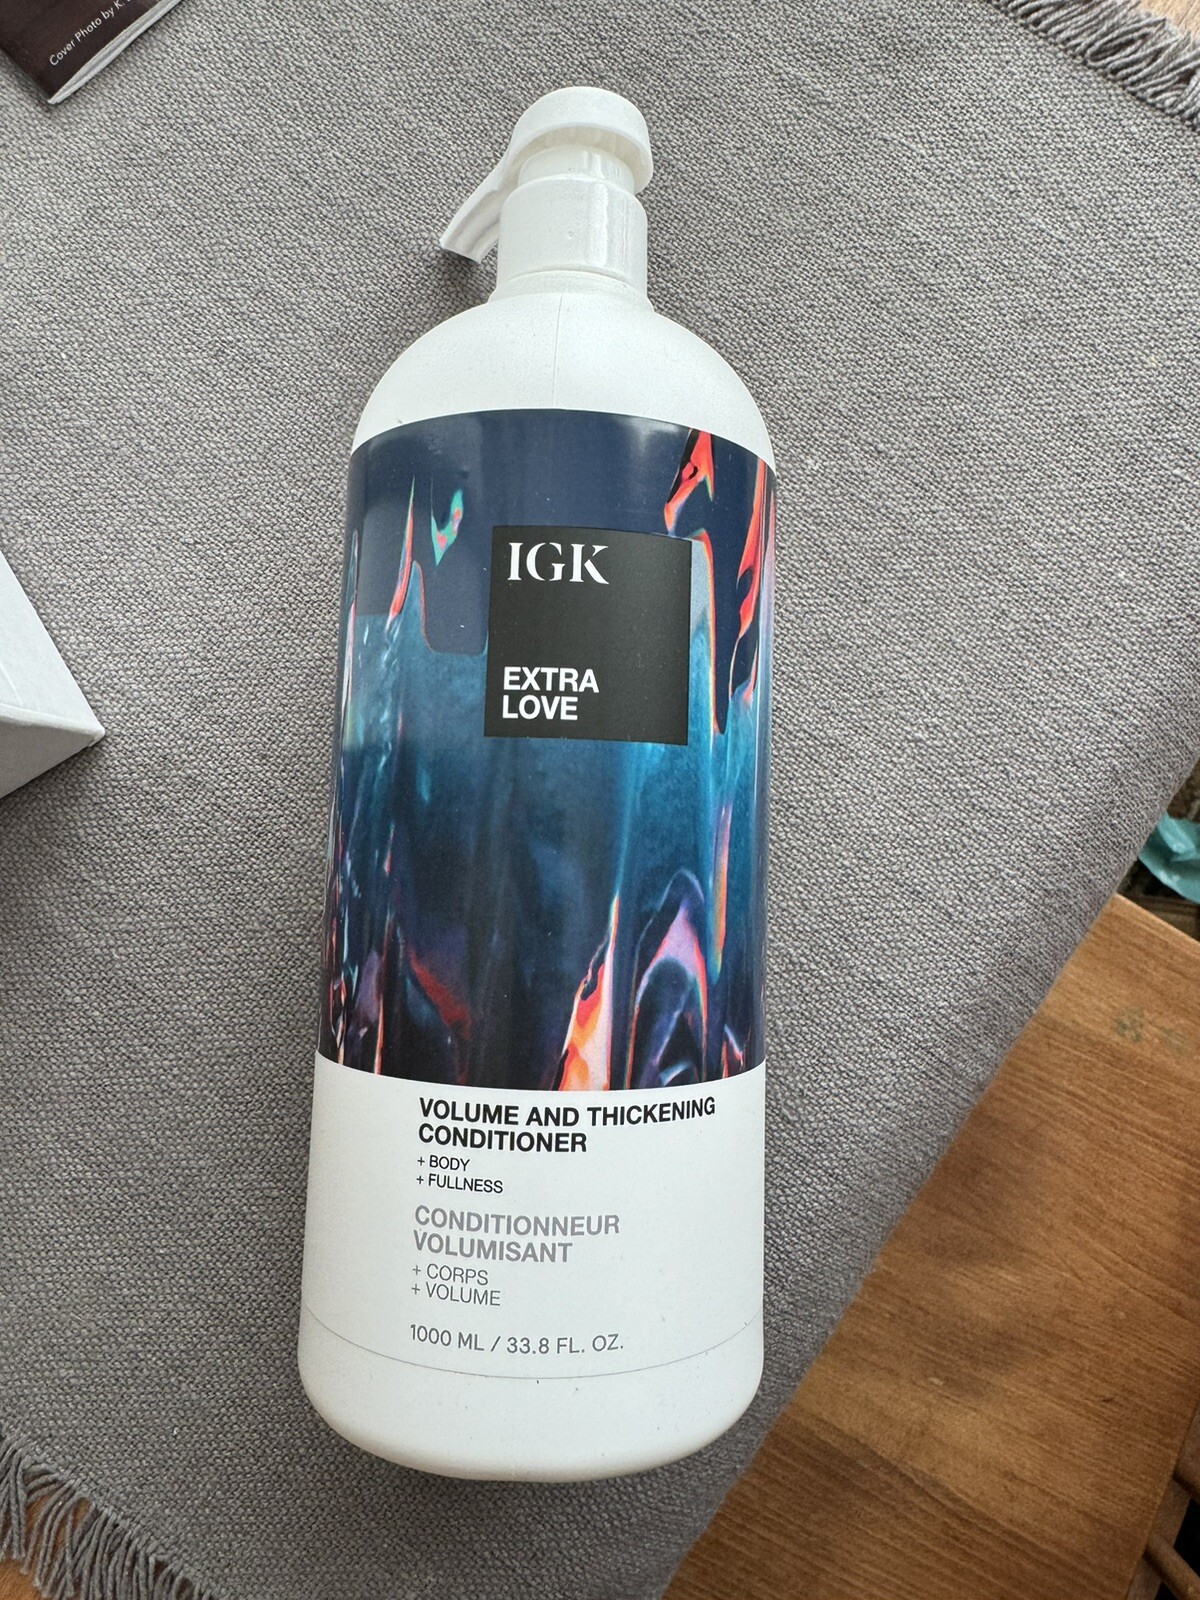 Cover Photo by K.
IGK
EXTRA
LOVE
VOLUME AND THICKENING
CONDITIONER
+ BODY
+ FULLNESS
CONDITIONNEUR
VOLUMISANT
+ CORPS
+ VOLUME
1000 ML / 33.8 FL. OZ.